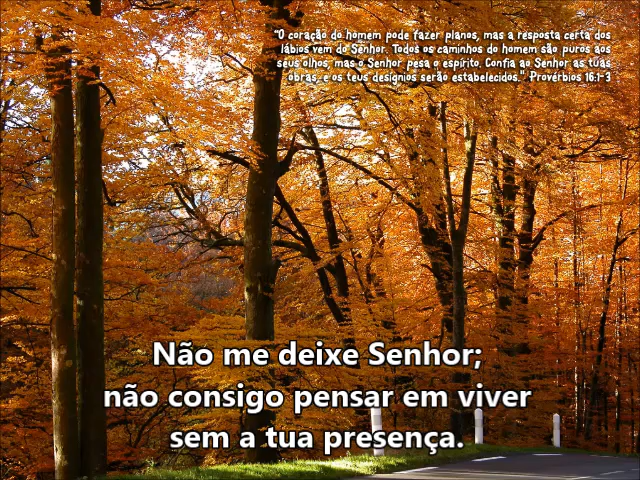 "O coração do homem pode fazer planos, mas a resposta certa dos
lábios vem do Senhor. Todos os caminhos do homem são puros aos
seus olhos, mas o Senhor pesa o espírito. Confia ao Senhor as tuas
obras, e os teus desígnios serão estabelecidos." Provérbios 16:1-3
Não me deixe Senhor;
não consigo pensar em viver
sem a tua presença.